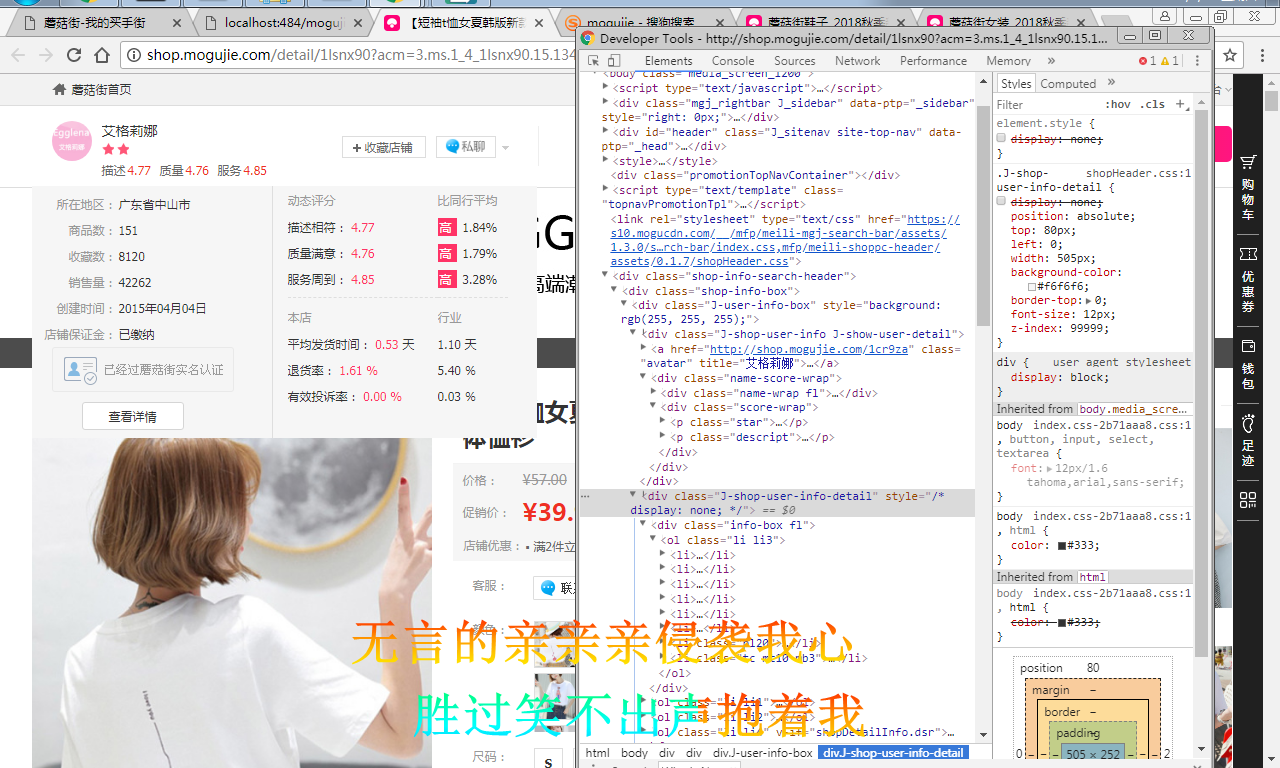 蘑菇街-我的买手街
localhost:484/moguj
【短袖t恤女夏韩版新
mogujie - 搜狗搜索
蘑菇街鞋子_2018秋季
蘑菇街女装_2018秋季
shop.mogujie.com/detail/1lsnx90?acm=3.ms.1_4_1lsnx90.15.134
Developer Tools - http://shop.mogujie.com/detail/1lsnx90?acm=3.ms.1_4_1lsnx90.15.1...
蘑菇街首页
Egglena
艾格莉娜
艾格莉娜
描述 4.77 质量 4.76 服务 4.85
+ 收藏店铺
私聊
所在地区： 广东省中山市
商品数： 151
收藏数： 8120
销售量： 42262
创建时间： 2015年04月04日
店铺保证金： 已缴纳
已经过蘑菇街实名认证
查看详情
动态评分 比同行平均
描述相符： 4.77 高 1.84%
质量满意： 4.76 高 1.79%
服务周到： 4.85 高 3.28%
本店 行业
平均发货时间： 0.53 天 1.10 天
退货率： 1.61 % 5.40 %
有效投诉率： 0.00 % 0.03 %
高端潮
恤女夏
体恤衫
价格： ¥57.00
促销价： ¥39.
店铺优惠： • 满2件立
客服： 联
尺码： S
Elements Console Sources Network Performance Memory » 1 1
<body class="media_screen_1200">
<script type="text/javascript">…</script>
<div class="mgj_rightbar J_sidebar" data-ptp="_sidebar"
style="right: 0px;">…</div>
<div id="header" class="J_sitenav site-top-nav" data-
ptp="_head">…</div>
<style>…</style>
<div class="promotionTopNavContainer"></div>
<script type="text/template" class=
"topnavPromotionTpl">…</script>
<link rel="stylesheet" type="text/css" href="https://
s10.mogucdn.com/__/mfp/meili-mgj-search-bar/assets/
1.3.0/s…rch-bar/index.css,mfp/meili-shoppc-header/
assets/0.1.7/shopHeader.css">
<div class="shop-info-search-header">
<div class="shop-info-box">
<div class="J-user-info-box" style="background:
rgb(255, 255, 255);">
<div class="J-shop-user-info J-show-user-detail">
<a href="http://shop.mogujie.com/1cr9za" class=
"avatar" title="艾格莉娜">…</a>
<div class="name-score-wrap">
<div class="name-wrap fl">…</div>
<div class="score-wrap">
<p class="star">…</p>
<p class="descript">…</p>
</div>
</div>
</div>
<div class="J-shop-user-info-detail" style="/*
display: none; */"> == $0
<div class="info-box fl">
<ol class="li li3">
<li>…</li>
<li>…</li>
<li>…</li>
<li>…</li>
<li>…</li>
</ol>
</div>
html body div div div.J-user-info-box div.J-shop-user-info-detail
Styles Computed »
Filter :hov .cls +
element.style {
display: none;
}
.J-shop- shopHeader.css:1
user-info-detail {
display: none;
position: absolute;
top: 80px;
left: 0;
width: 505px;
background-color:
#f6f6f6;
border-top: 0;
font-size: 12px;
z-index: 99999;
}
div { user agent stylesheet
display: block;
}
Inherited from body.media_scre…
body index.css-2b71aaa8.css:1
, button, input, select,
textarea {
font: 12px/1.6
tahoma,arial,sans-serif;
}
body index.css-2b71aaa8.css:1
, html {
color: #333;
}
Inherited from html
body index.css-2b71aaa8.css:1
, html {
color: #333;
}
position 80
margin –
border –
padding–
0 505 × 252 2
购物车
优惠券
钱包
足迹
无言的亲亲亲侵袭我心
胜过笑不出声抱着我